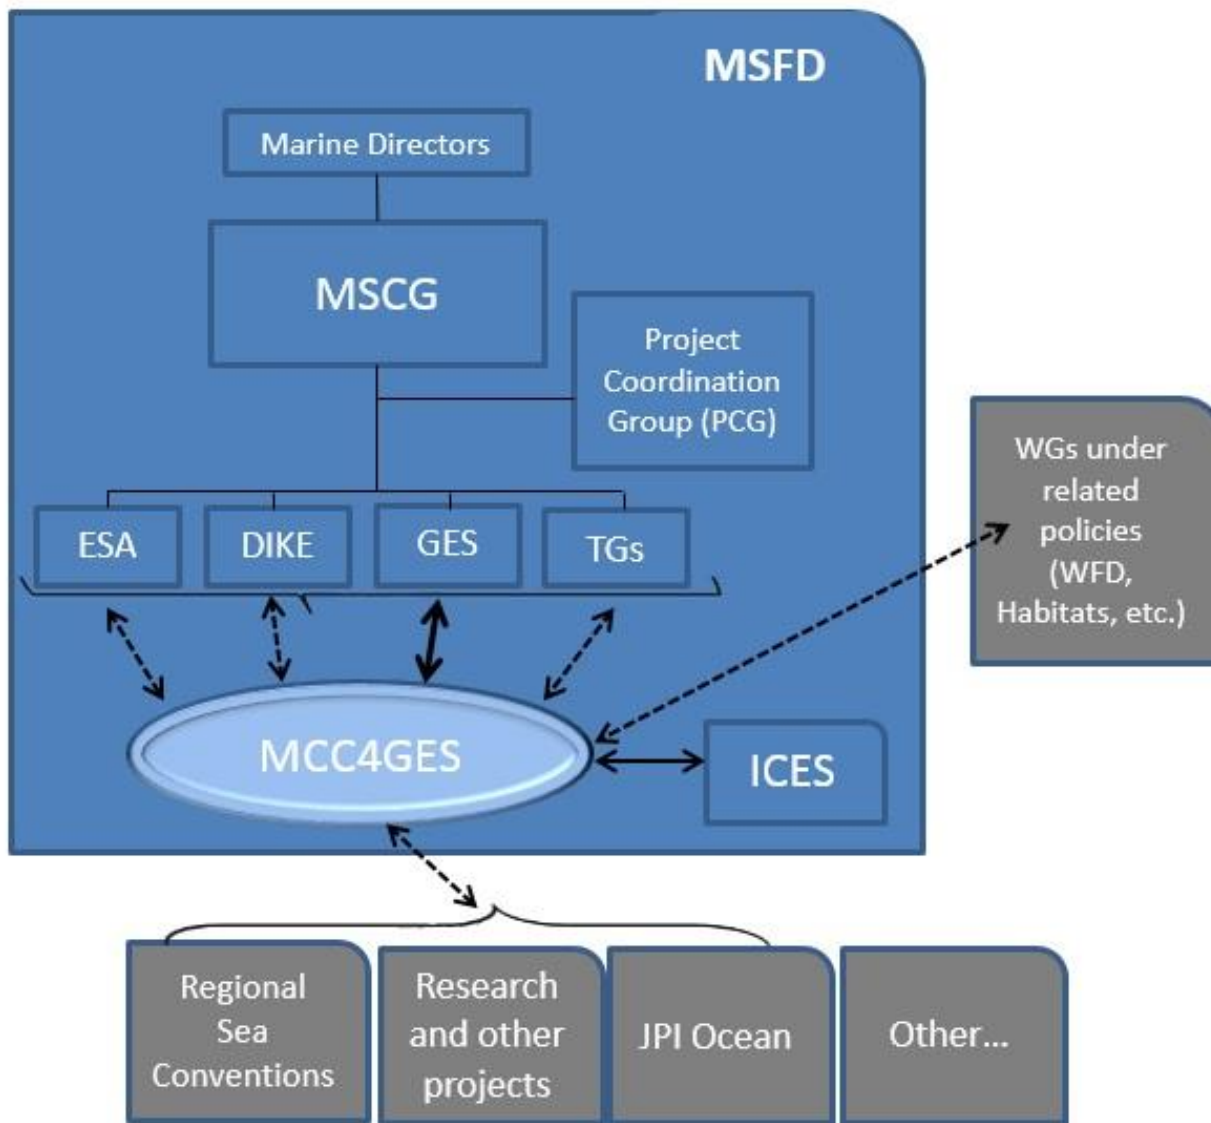 MSFD
Marine Directors
MSCG
Project
Coordination
Group (PCG)
WGs under
related
policies
(WFD,
Habitats, etc.)
ESA
DIKE
GES
TGs
MCC4GES
ICES
Regional
Sea
Conventions
Research
and other
projects
JPI Ocean
Other...